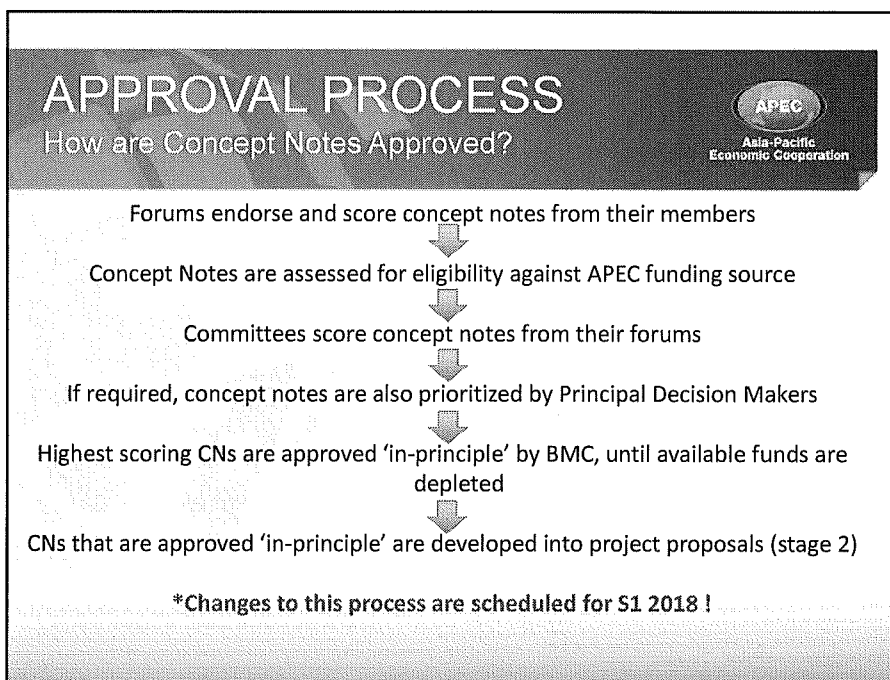 APPROVAL PROCESS
How are Concept Notes Approved?
APEC
Asia-Pacific
Economic Cooperation
Forums endorse and score concept notes from their members
Concept Notes are assessed for eligibility against APEC funding source
Committees score concept notes from their forums
If required, concept notes are also prioritized by Principal Decision Makers
Highest scoring CNs are approved ‘in-principle’ by BMC, until available funds are
depleted
CNs that are approved ‘in-principle’ are developed into project proposals (stage 2)
*Changes to this process are scheduled for S1 2018 !